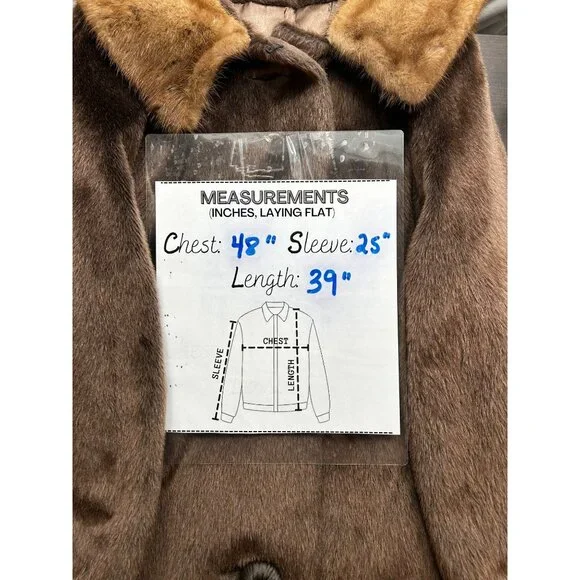 MEASUREMENTS
(INCHES, LAYING FLAT)
Chest: 48" Sleeve: 25"
Length: 39"
CHEST
SLEEVE
LENGTH